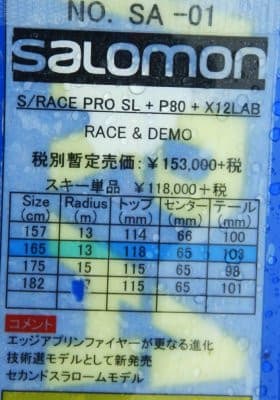 NO. SA -01
salomon
S/RACE PRO SL + P80 + X12LAB
RACE & DEMO
税別暫定売価：￥153,000+税
スキー単品 ￥118,000+税
Size (cm) Radius (m) トップ (mm) センター (mm) テール (mm)
157 13 114 66 100
165 13 118 65 103
175 15 115 65 98
182 115 65 101
コメント
エッジアプリンファイヤーが更なる進化
技術選モデルとして新発売
セカンドスラロームモデル